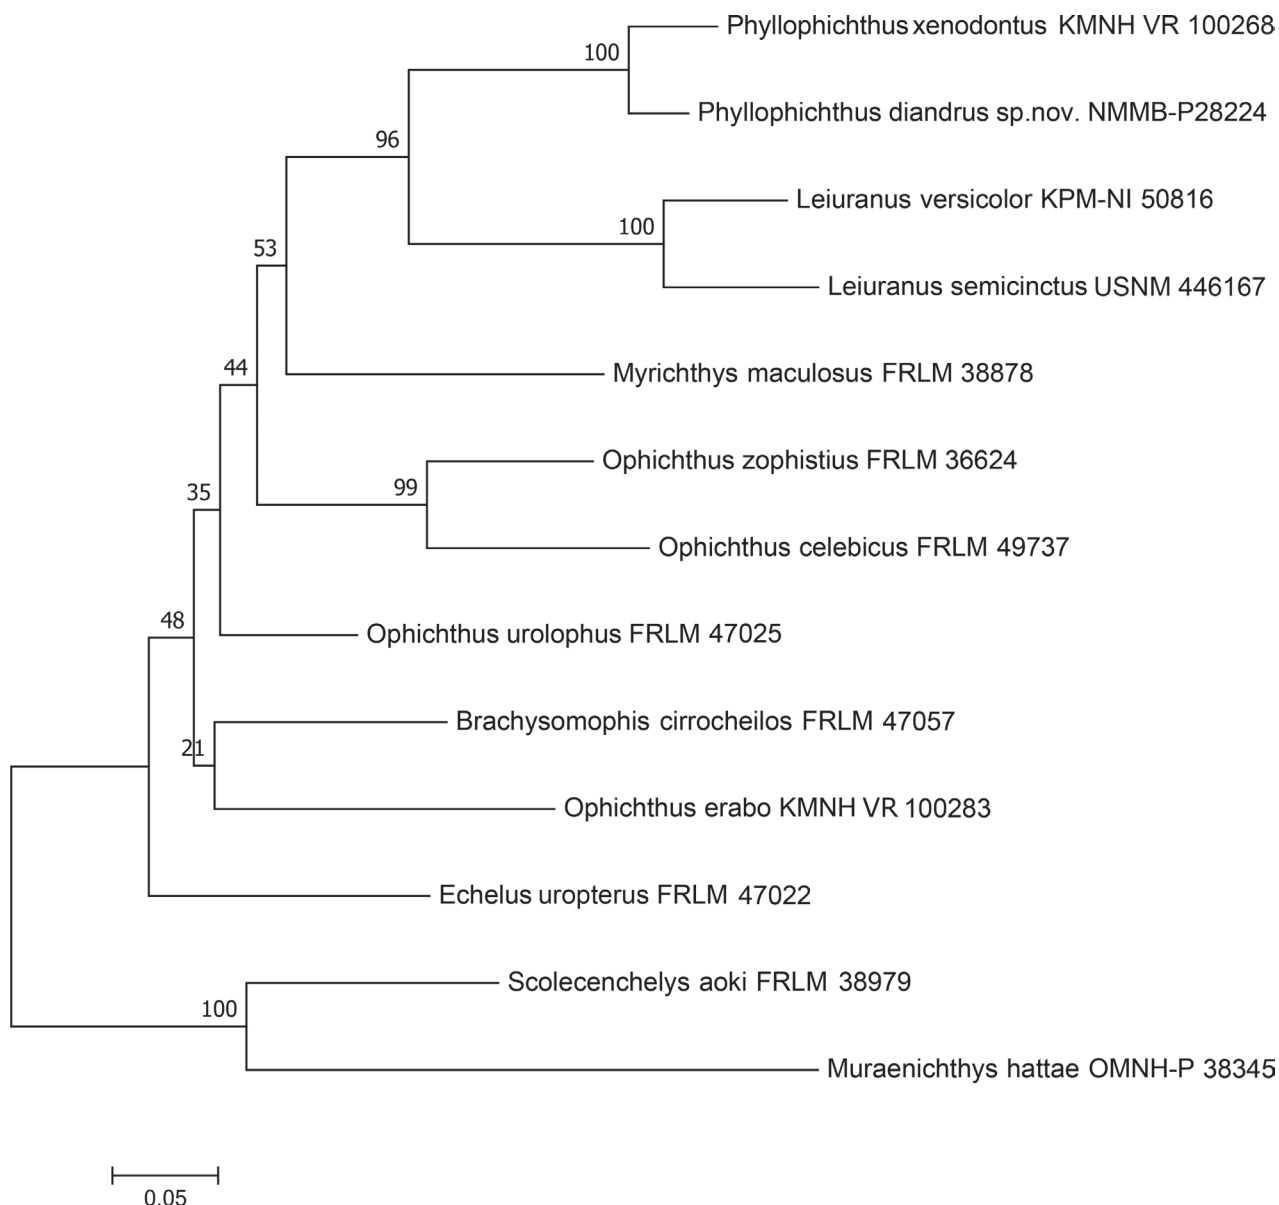 Phyllophichthus xenodontus KMNH VR 100268
100
Phyllophichthus diandrus sp.nov. NMMB-P28224
96
Leiuranus versicolor KPM-NI 50816
100
53
Leiuranus semicinctus USNM 446167
44
Myrichthys maculosus FRLM 38878
Ophichthus zophistius FRLM 36624
99
35
Ophichthus celebicus FRLM 49737
48
Ophichthus urolophus FRLM 47025
Brachysomophis cirrocheilos FRLM 47057
21
Ophichthus erabo KMNH VR 100283
Echelus uropterus FRLM 47022
Scolecenchelys aoki FRLM 38979
100
Muraenichthys hattae OMNH-P 38345
0.05